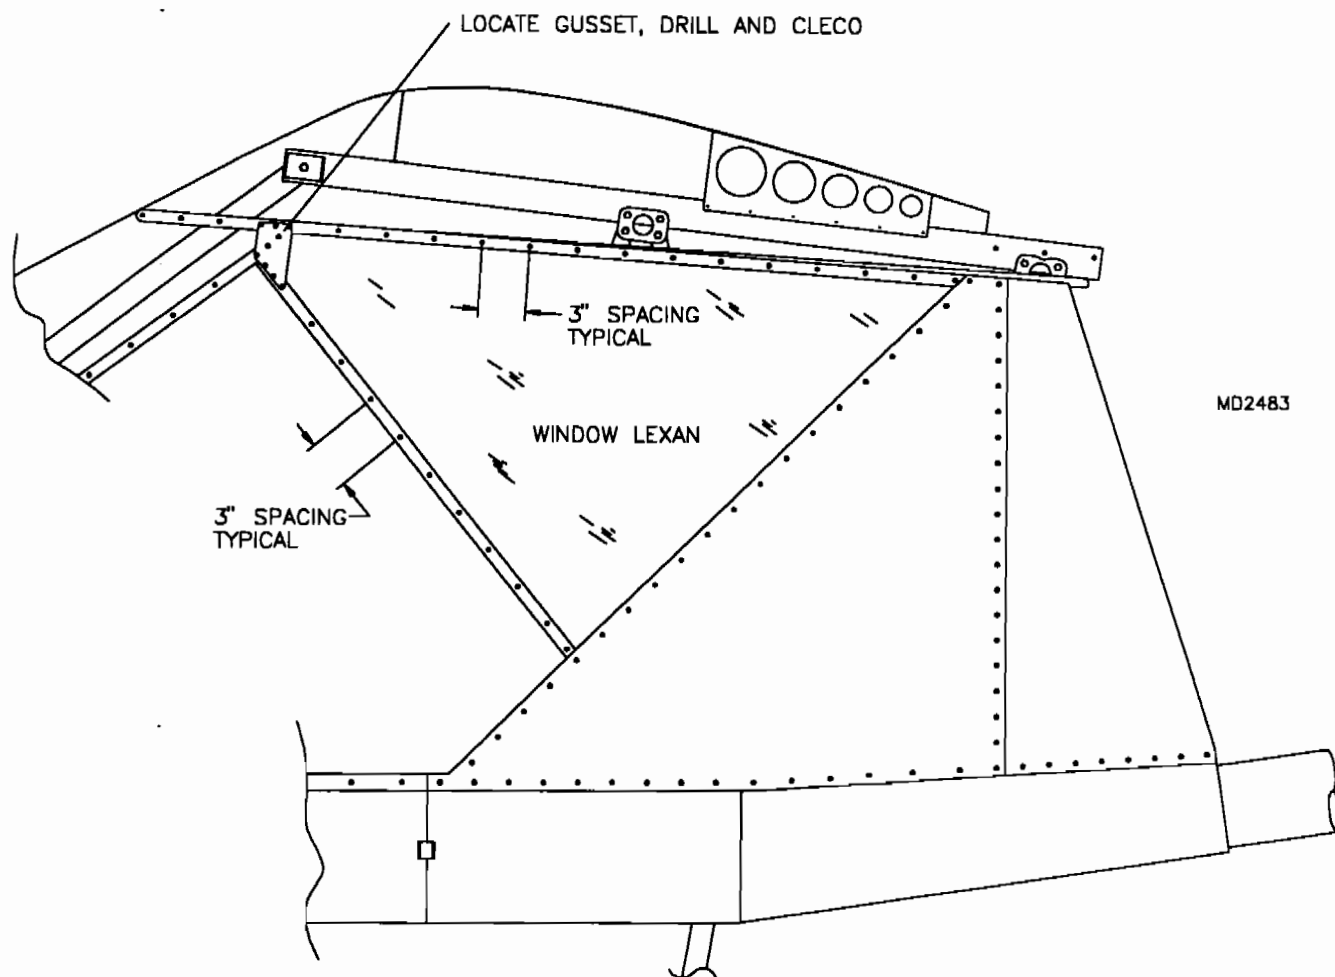 LOCATE GUSSET, DRILL AND CLECO
3" SPACING
TYPICAL
MD2483
WINDOW LEXAN
3" SPACING
TYPICAL